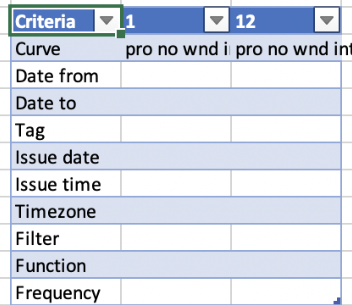 Criteria 1 12
Curve pro no wnd i pro no wnd int
Date from
Date to
Tag
Issue date
Issue time
Timezone
Filter
Function
Frequency